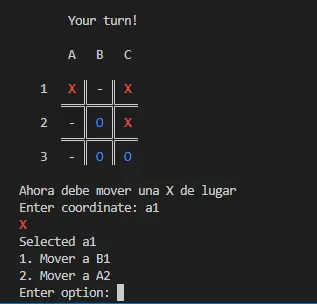 Your turn!
A B C
1 X - X
2 - O X
3 - O O
Ahora debe mover una X de lugar
Enter coordinate: a1
X
Selected a1
1. Mover a B1
2. Mover a A2
Enter option: